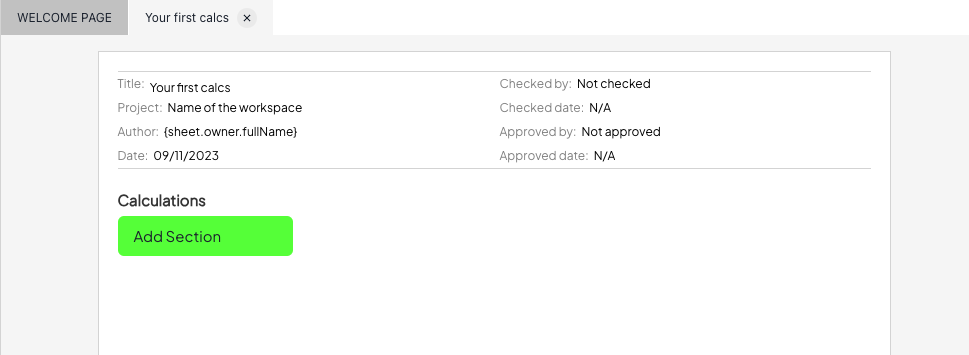 WELCOME PAGE
Your first calcs ×
Title: Your first calcs
Project: Name of the workspace
Author: {sheet.owner.fullName}
Date: 09/11/2023
Checked by: Not checked
Checked date: N/A
Approved by: Not approved
Approved date: N/A
Calculations
Add Section